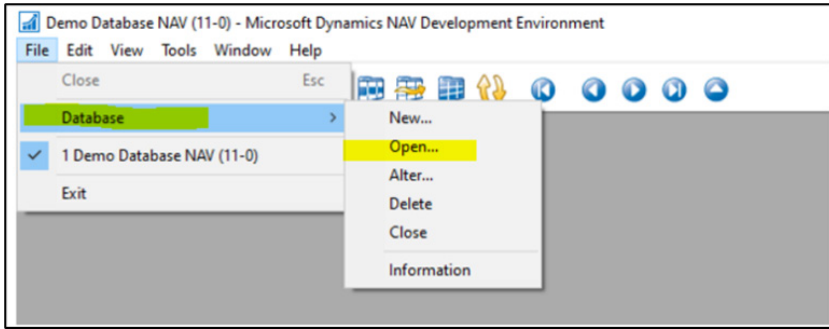 Demo Database NAV (11-0) - Microsoft Dynamics NAV Development Environment
File Edit View Tools Window Help
Close Esc
Database
1 Demo Database NAV (11-0)
Exit
New...
Open...
Alter...
Delete
Close
Information